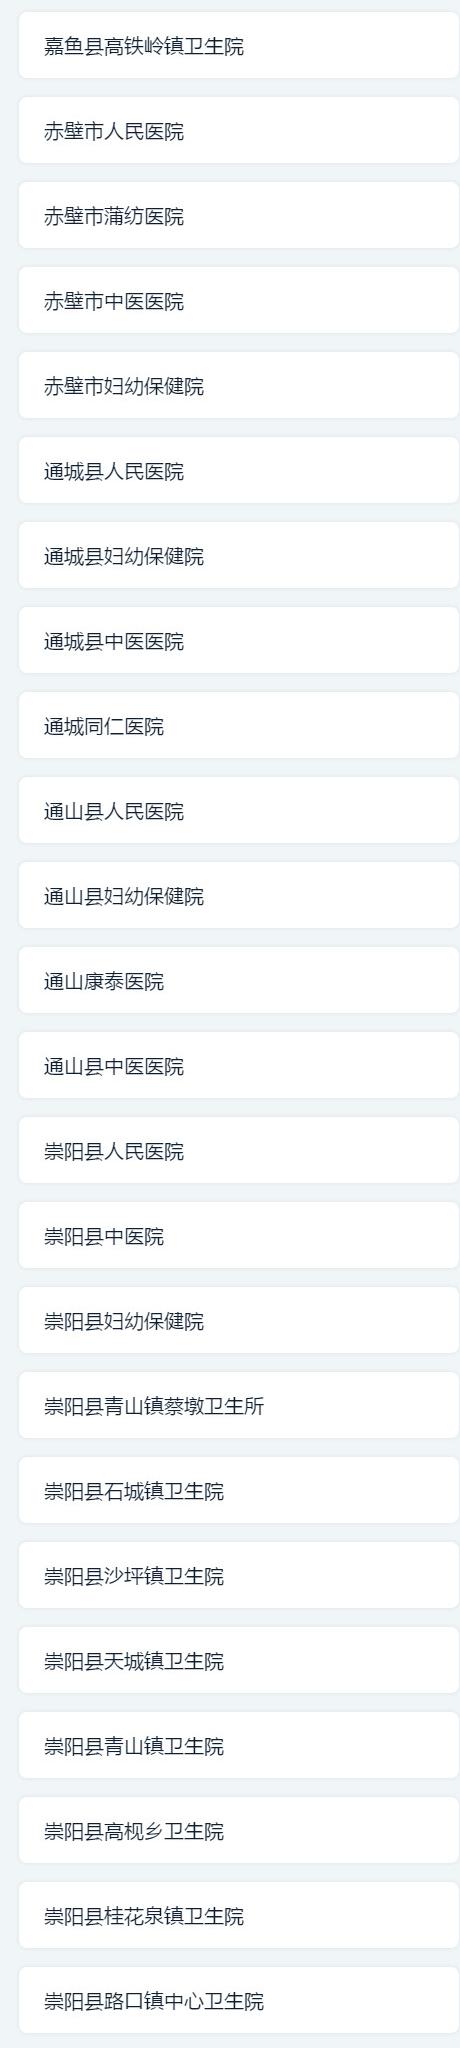 嘉鱼县高铁岭镇卫生院
赤壁市人民医院
赤壁市蒲纺医院
赤壁市中医医院
赤壁市妇幼保健院
通城县人民医院
通城县妇幼保健院
通城县中医医院
通城同仁医院
通山县人民医院
通山县妇幼保健院
通山康泰医院
通山县中医医院
崇阳县人民医院
崇阳县中医院
崇阳县妇幼保健院
崇阳县青山镇蔡墩卫生所
崇阳县石城镇卫生院
崇阳县沙坪镇卫生院
崇阳县天城镇卫生院
崇阳县青山镇卫生院
崇阳县高枧乡卫生院
崇阳县桂花泉镇卫生院
崇阳县路口镇中心卫生院